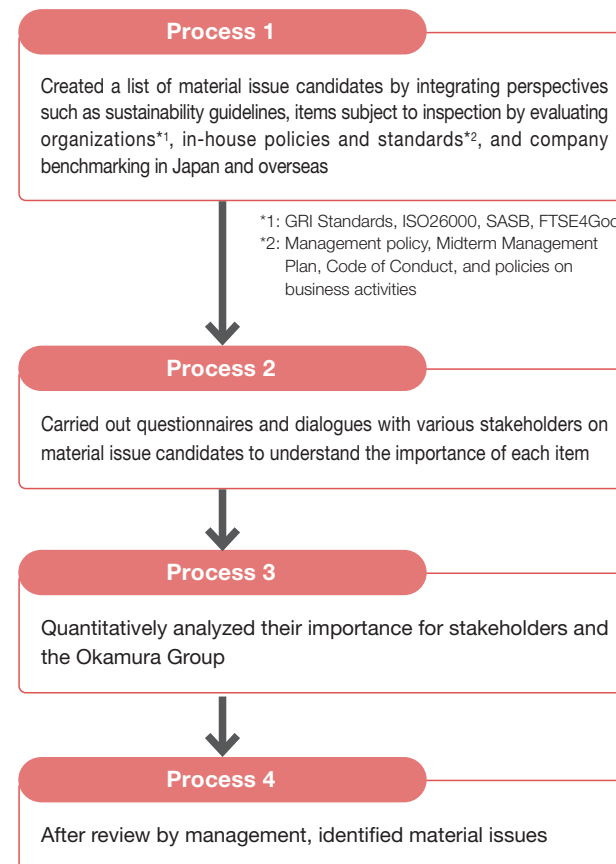 Process 1
Created a list of material issue candidates by integrating perspectives
such as sustainability guidelines, items subject to inspection by evaluating
organizations*1, in-house policies and standards*2, and company
benchmarking in Japan and overseas
*1: GRI Standards, ISO26000, SASB,
*2: Management policy, Midterm Management
Plan, Code of Conduct, and policies on
business activities
Process 2
Carried out questionnaires and dialogues with various stakeholders on
material issue candidates to understand the importance of each item
Process 3
Quantitatively analyzed their importance for stakeholders and
the Okamura Group
Process 4
After review by management, identified material issues